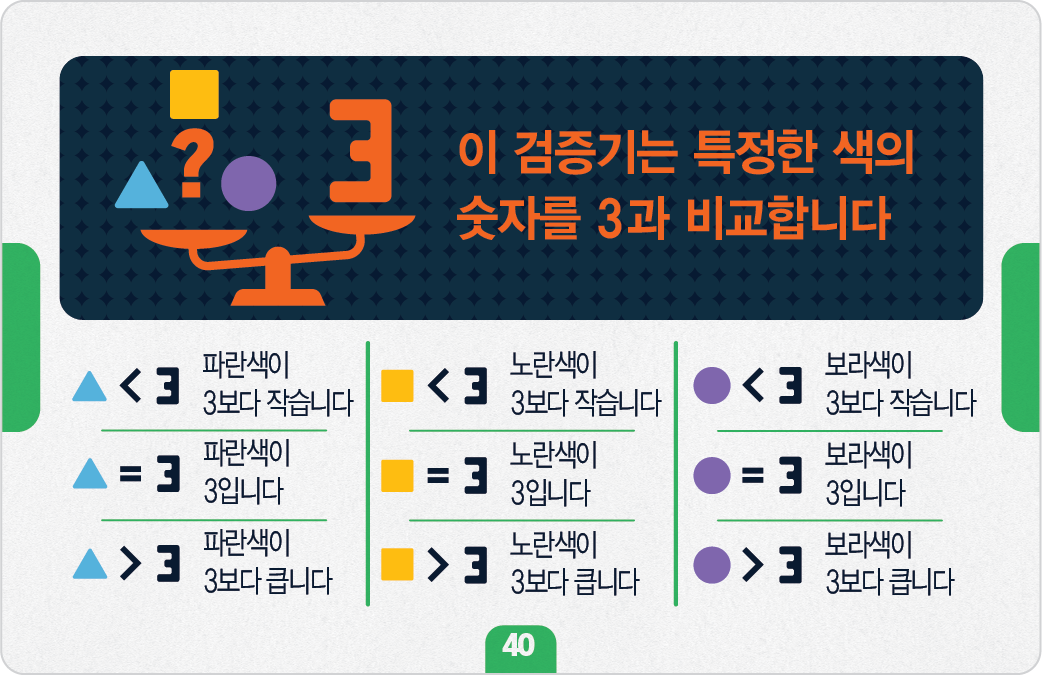 ?
3
이 검증기는 특정한 색의
숫자를 3과 비교합니다
< 3 파란색이
3보다 작습니다
= 3 파란색이
3입니다
> 3 파란색이
3보다 큽니다
< 3 노란색이
3보다 작습니다
= 3 노란색이
3입니다
> 3 노란색이
3보다 큽니다
< 3 보라색이
3보다 작습니다
= 3 보라색이
3입니다
> 3 보라색이
3보다 큽니다
40